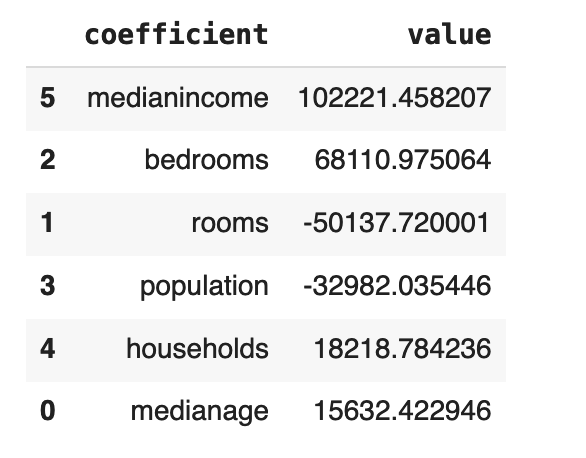 coefficient value
5 medianincome 102221.458207
2 bedrooms 68110.975064
1 rooms -50137.720001
3 population -32982.035446
4 households 18218.784236
0 medianage 15632.422946